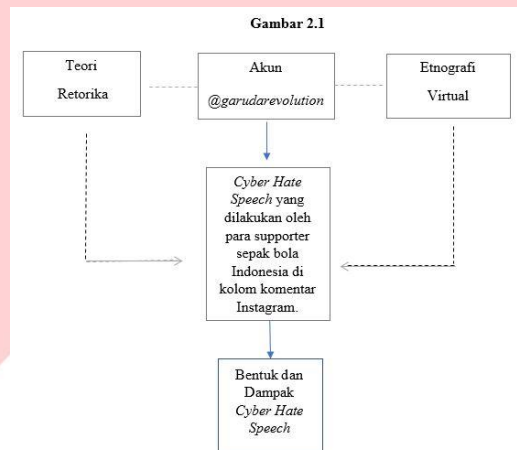 Gambar 2.1
Teori
Retorika
Akun
@garudarevolution
Etnografi
Virtual
Cyber Hate
Speech yang
dilakukan oleh
para supporter
sepak bola
Indonesia di
kolom komentar
Instagram.
Bentuk dan
Dampak
Cyber Hate
Speech